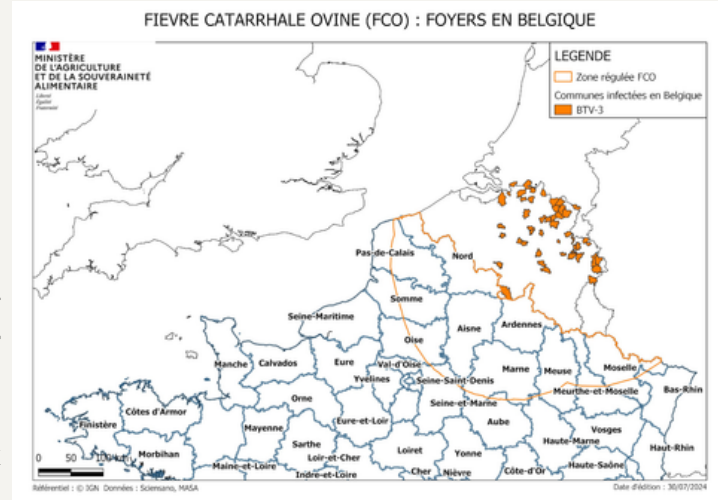 FIEVRE CATARRHALE OVINE (FCO) : FOYERS EN BELGIQUE
MINISTÈRE
DE L'AGRICULTURE
ET DE LA SOUVERAINETÉ
ALIMENTAIRE
Liberté
Égalité
Fraternité
LEGENDE
Zone régulée FCO
Communes infectées en Belgique
BTV-3
Pas-de-Calais
Nord
Somme
Seine-Maritime
Aisne
Ardennes
Oise
Manche
Calvados
Eure
Val-d'Oise
Marne
Meuse
Moselle
Yvelines
Seine-Saint-Denis
Meurthe-et-Moselle
Bas-Rhin
Orne
Seine-et-Marne
Côtes d'Armor
Finistère
Eure-et-Loir
Aube
Mayenne
Vosges
Sarthe
Haute-Marne
Morbihan
Loir-et-Cher
Loiret
Yonne
Haut-Rhin
Maine-et-Loire
Indre-et-Loire
Cher
Nièvre
Côte-d'Or
Haute-Saône
0 50 100 km
Référentiel : © IGN Données : Sciensano, MASA
Date d'édition : 30/07/2024